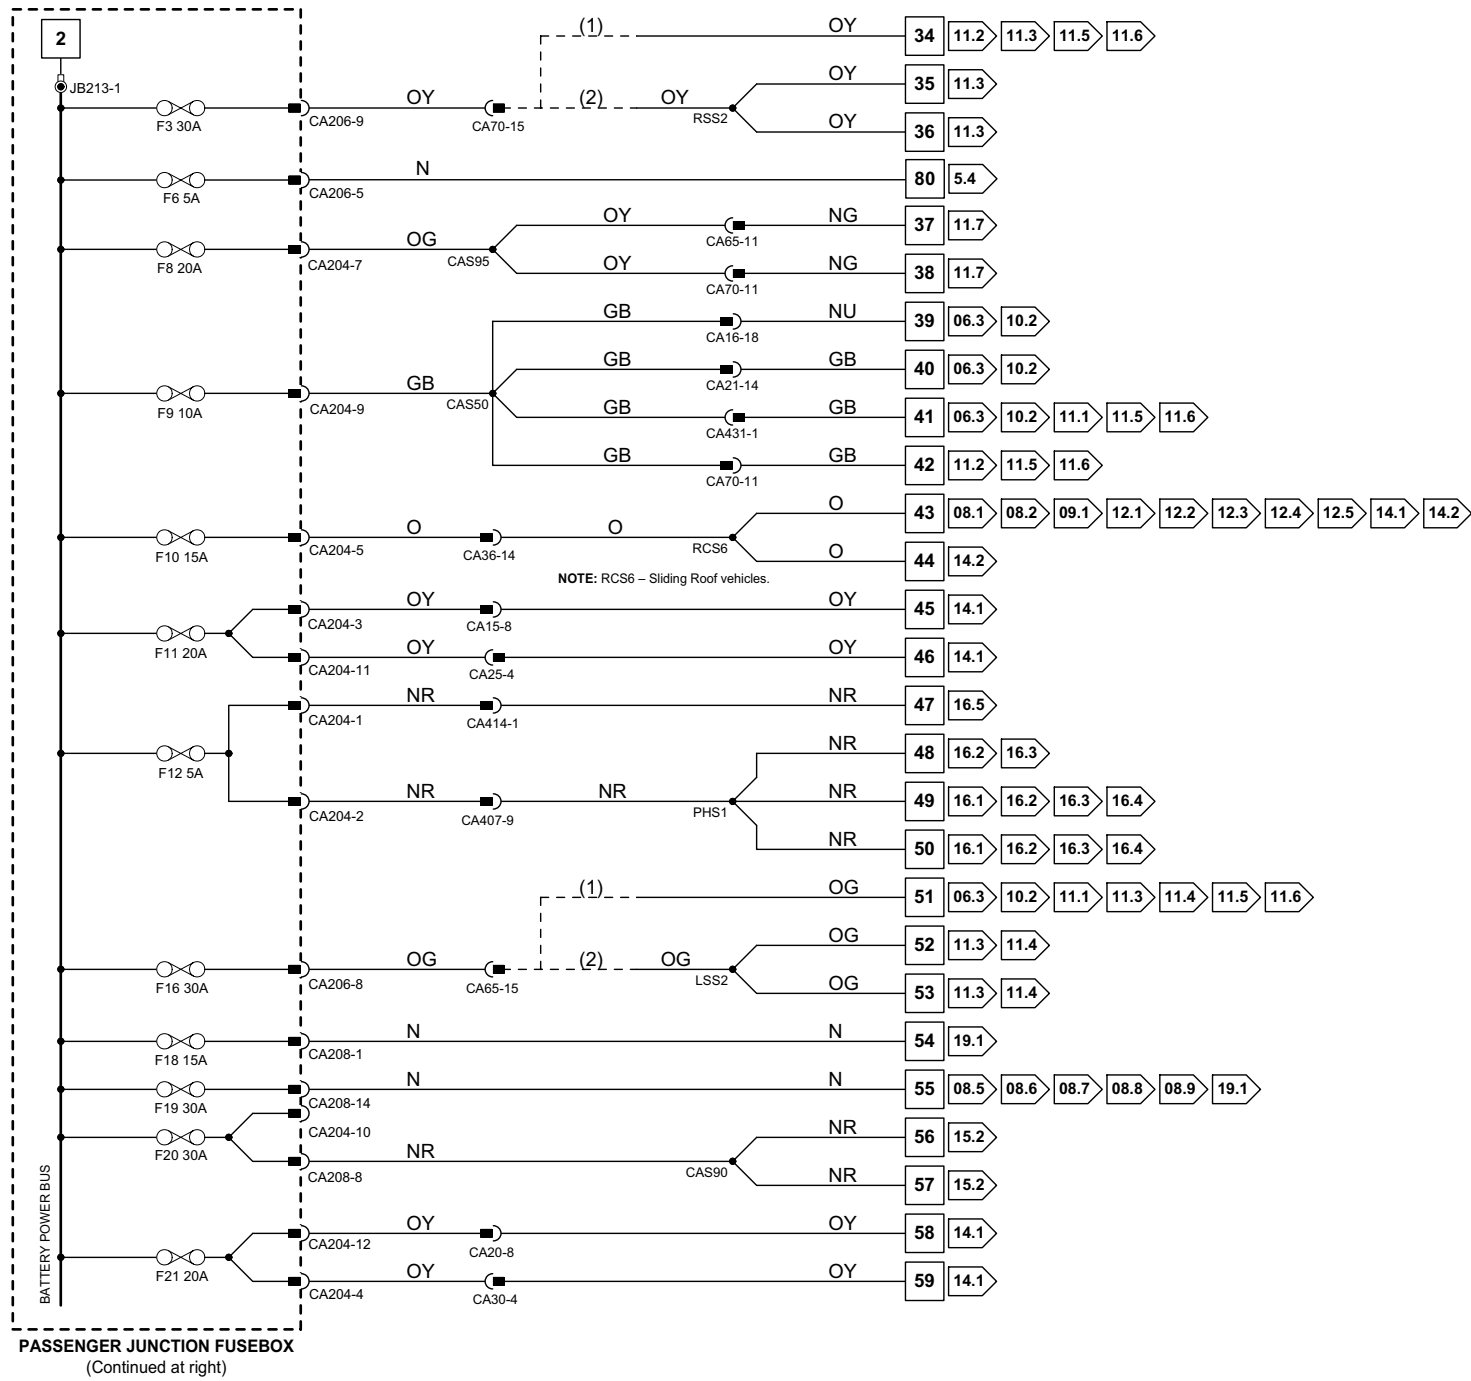 2
JB213-1
(1) OY 34 11.2 11.3 11.5 11.6
OY 35 11.3
F3 30A CA206-9 OY CA70-15 (2) OY RSS2
OY 36 11.3
F6 5A CA206-5 N 80 5.4
OY CA65-11 NG 37 11.7
F8 20A CA204-7 OG CAS95
OY CA70-11 NG 38 11.7
GB CA16-18 NU 39 06.3 10.2
GB CA21-14 GB 40 06.3 10.2
F9 10A CA204-9 GB CAS50
GB CA431-1 GB 41 06.3 10.2 11.1 11.5 11.6
GB CA70-11 GB 42 11.2 11.5 11.6
O 43 08.1 08.2 09.1 12.1 12.2 12.3 12.4 12.5 14.1 14.2
F10 15A CA204-5 O CA36-14 O RCS6
O 44 14.2
NOTE: RCS6 – Sliding Roof vehicles.
CA204-3 OY CA15-8 OY 45 14.1
F11 20A
CA204-11 OY CA25-4 OY 46 14.1
CA204-1 NR CA414-1 NR 47 16.5
F12 5A
NR 48 16.2 16.3
CA204-2 NR CA407-9 NR PHS1 NR 49 16.1 16.2 16.3 16.4
NR 50 16.1 16.2 16.3 16.4
(1) OG 51 06.3 10.2 11.1 11.3 11.4 11.5 11.6
OG 52 11.3 11.4
F16 30A CA206-8 OG CA65-15 (2) OG LSS2
OG 53 11.3 11.4
F18 15A CA208-1 N N 54 19.1
F19 30A CA208-14 N N 55 08.5 08.6 08.7 08.8 08.9 19.1
CA204-10
F20 30A
NR 56 15.2
CA208-8 NR CAS90
NR 57 15.2
CA204-12 OY CA20-8 OY 58 14.1
F21 20A
CA204-4 OY CA30-4 OY 59 14.1
BATTERY POWER BUS
PASSENGER JUNCTION FUSEBOX
(Continued at right)